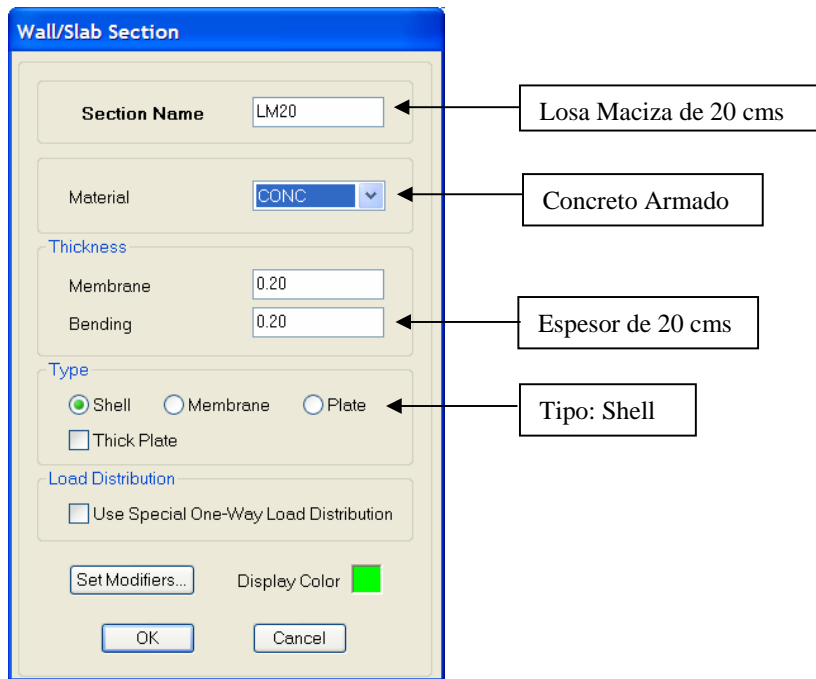 Wall/Slab Section
Section Name LM20 Losa Maciza de 20 cms
Material CONC Concreto Armado
Thickness
Membrane 0.20
Bending 0.20 Espesor de 20 cms
Type
Shell Membrane Plate Tipo: Shell
Thick Plate
Load Distribution
Use Special One-Way Load Distribution
Set Modifiers... Display Color
OK Cancel